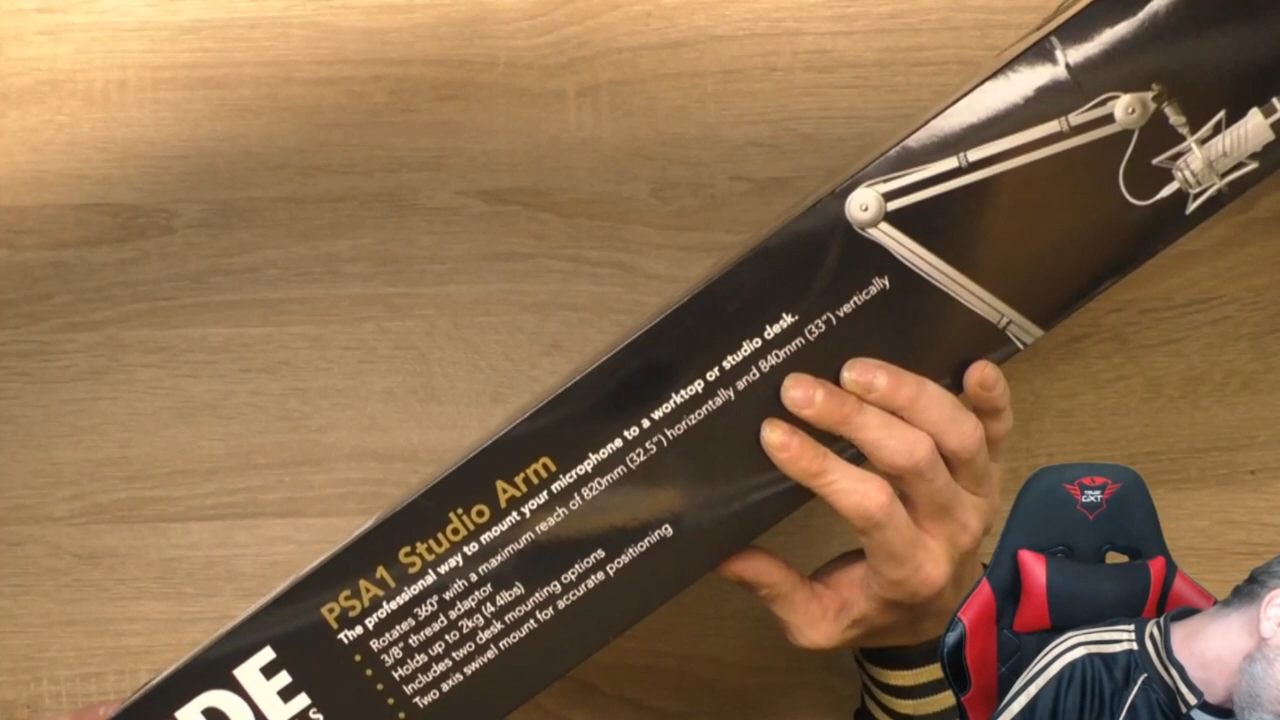 PSA1 Studio Arm
The professional way to mount your microphone to a worktop or studio desk.
• Rotates 360° with a maximum reach of 820mm (32.5") horizontally and 840mm (33") vertically
• 3/8" thread adaptor
• Holds up to 2kg (4.4lbs)
• Includes two desk mounting options
• Two axis swivel mount for accurate positioning
DE
GXT